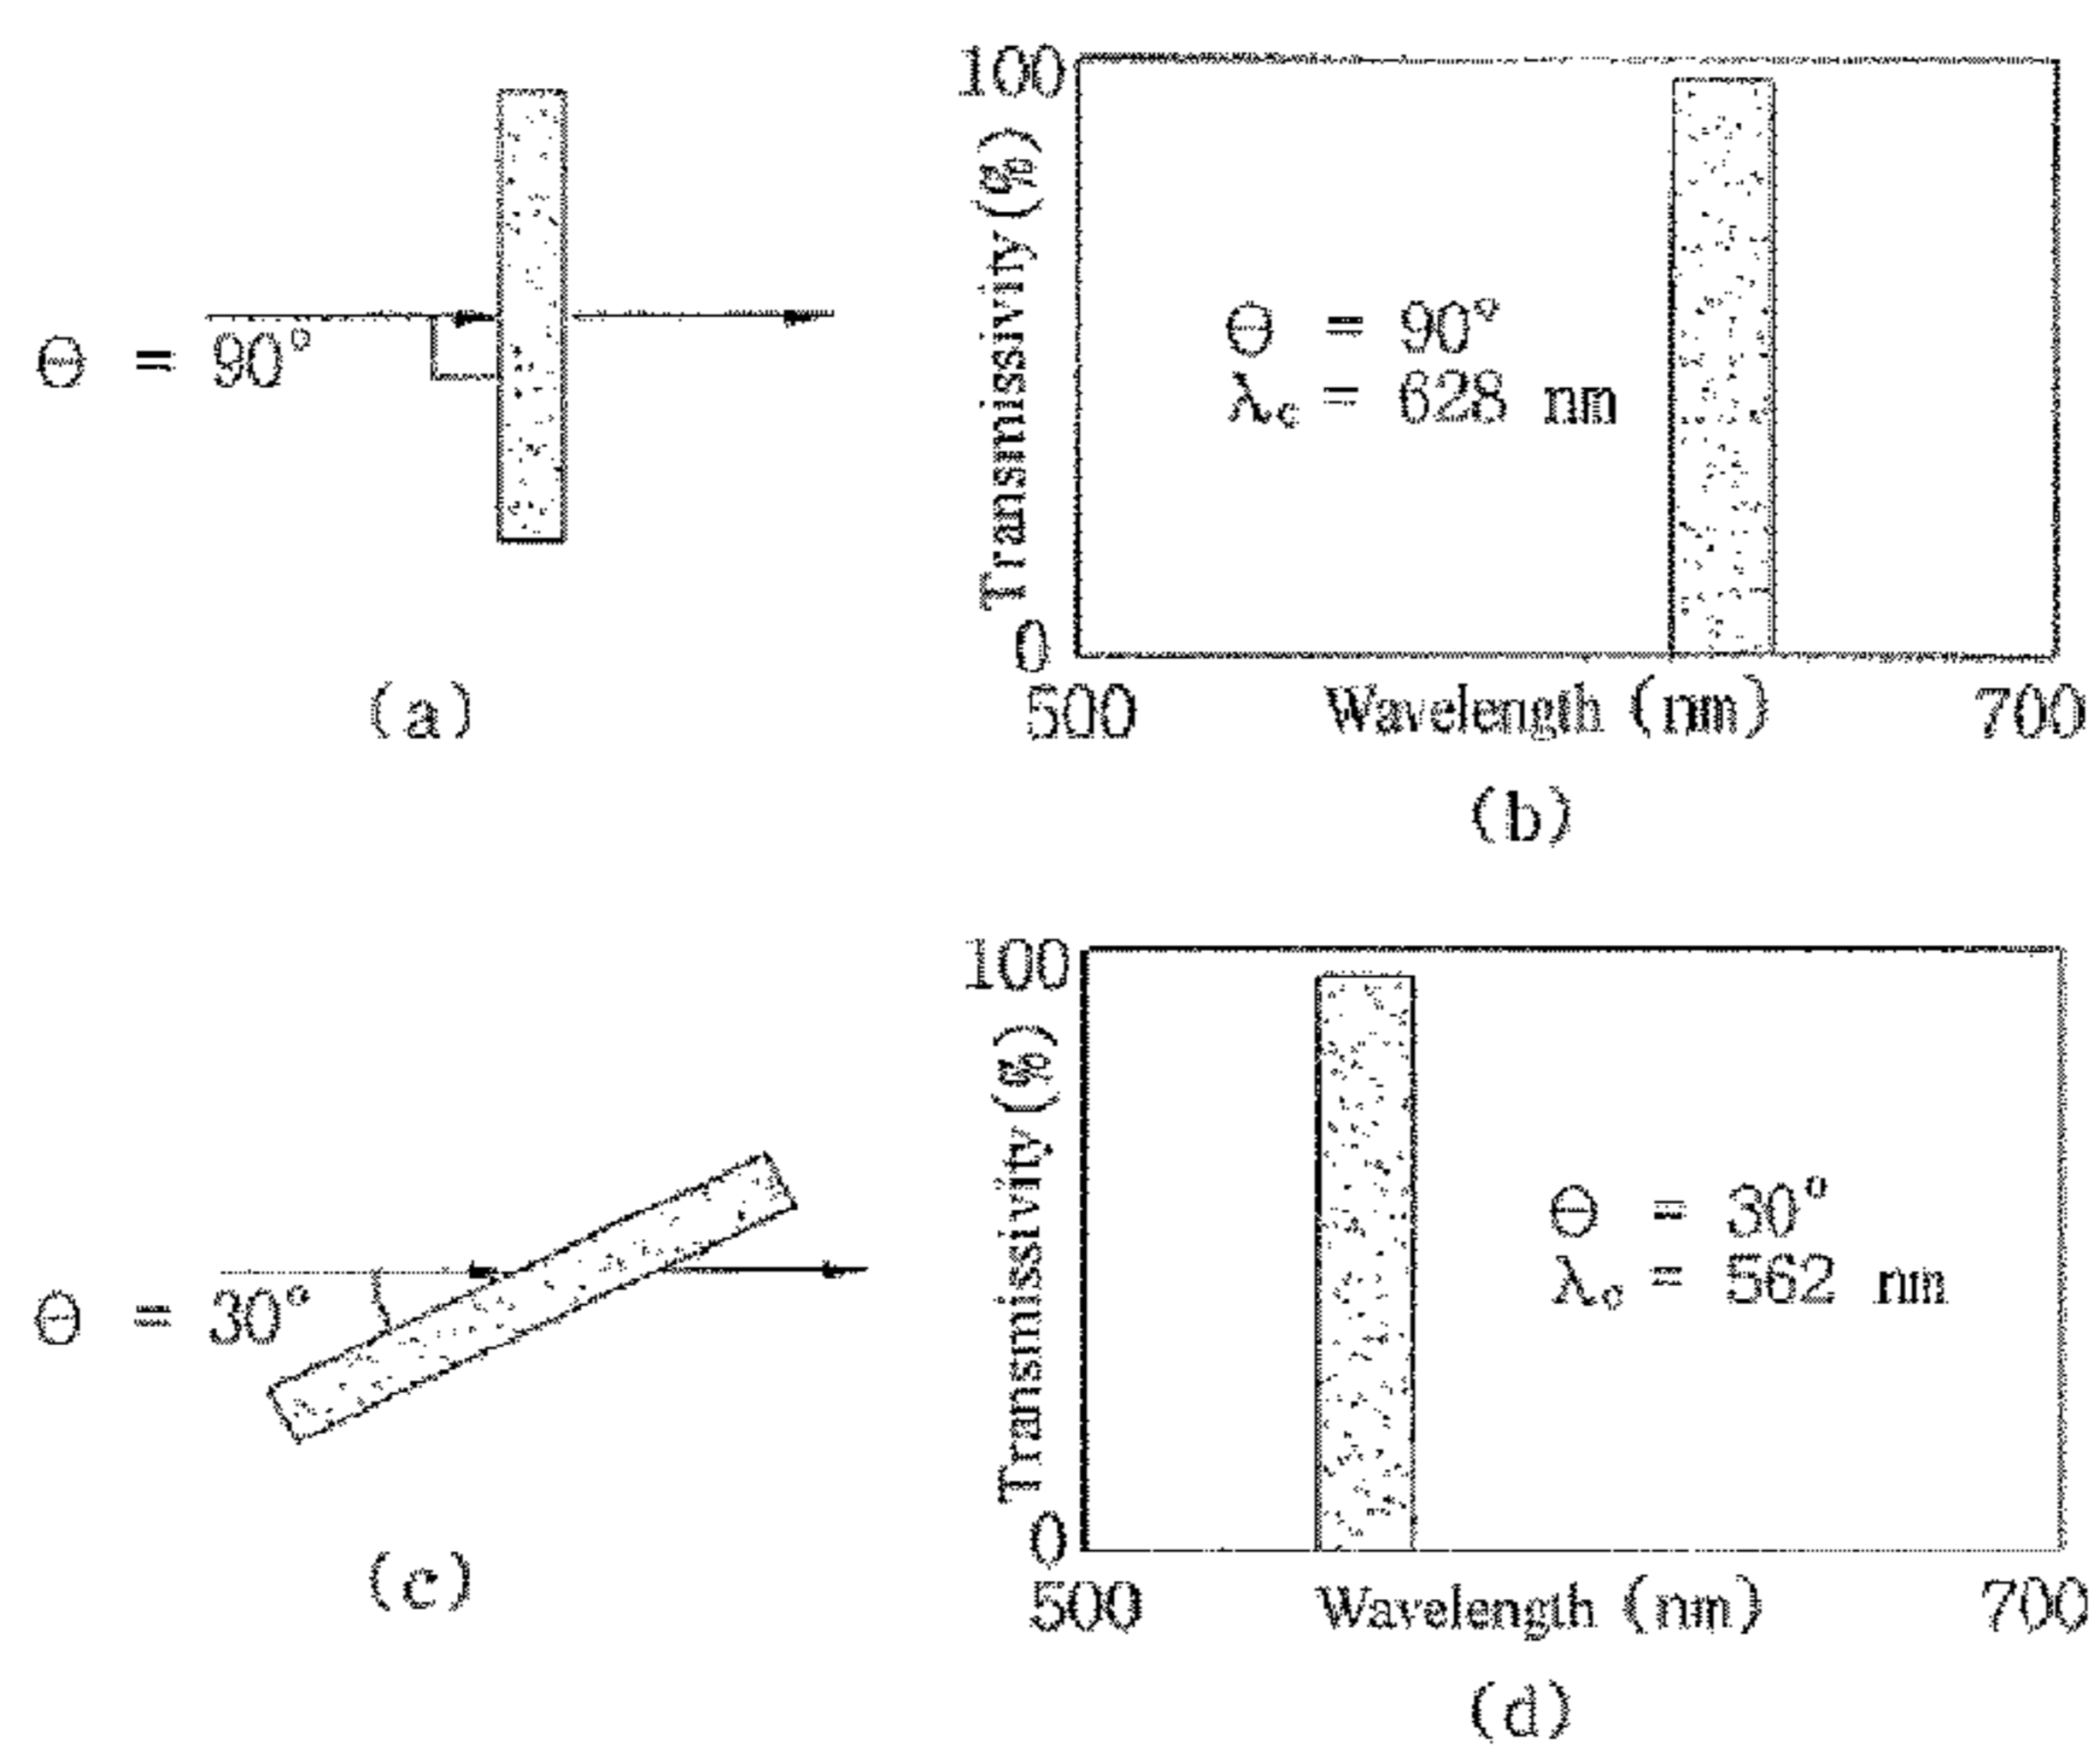 Θ = 90°
(a)
100
Transmissivity (%)
0
Θ = 90°
λc = 628 nm
500 Wavelength (nm) 700
(b)
Θ = 30°
(c)
100
Transmissivity (%)
0
Θ = 30°
λc = 562 nm
500 Wavelength (nm) 700
(d)